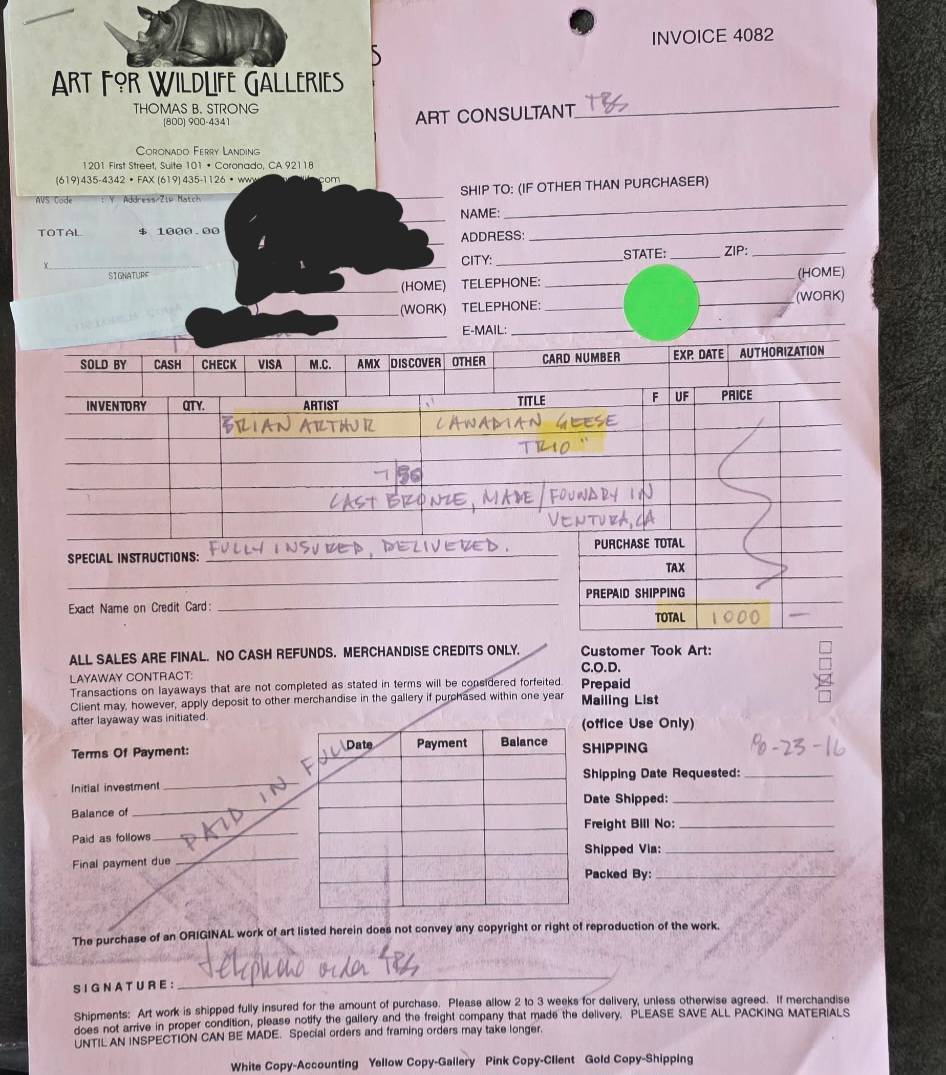 INVOICE 4082
ART FOR WILDLIFE GALLERIES
THOMAS B. STRONG
(800) 900-4341
CORONADO FERRY LANDING
1201 First Street, Suite 101 • Coronado, CA 92118
(619)435-4342 • FAX (619)435-1126 • www com
S
ART CONSULTANT TBS
AVS Code : Y Address/Zip Match
TOTAL $ 1000.00
X
SIGNATURE
SHIP TO: (IF OTHER THAN PURCHASER)
NAME:
ADDRESS:
CITY: STATE: ZIP:
(HOME) TELEPHONE: (HOME)
(WORK) TELEPHONE: (WORK)
E-MAIL:
SOLD BY CASH CHECK VISA M.C. AMX DISCOVER OTHER CARD NUMBER EXP. DATE AUTHORIZATION
INVENTORY QTY. ARTIST TITLE F UF PRICE
BRIAN ARTHUR "CANADIAN GEESE
TRIO"
7/50
CAST BRONZE, MADE/FOUNDRY IN
VENTURA, CA
SPECIAL INSTRUCTIONS: FULLY INSURED, DELIVERED.
PURCHASE TOTAL
TAX
PREPAID SHIPPING
Exact Name on Credit Card:
TOTAL 1000 —
ALL SALES ARE FINAL. NO CASH REFUNDS. MERCHANDISE CREDITS ONLY.
LAYAWAY CONTRACT:
Transactions on layaways that are not completed as stated in terms will be considered forfeited.
Client may, however, apply deposit to other merchandise in the gallery if purchased within one year
after layaway was initiated.
Customer Took Art:
C.O.D.
Prepaid
Mailing List
(office Use Only)
Terms Of Payment:
Initial investment
Balance of
Paid as follows
Final payment due
PAID IN FULL
Date Payment Balance
SHIPPING -23-16
Shipping Date Requested:
Date Shipped:
Freight Bill No:
Shipped Via:
Packed By:
The purchase of an ORIGINAL work of art listed herein does not convey any copyright or right of reproduction of the work.
SIGNATURE: telephone order TBS
Shipments: Art work is shipped fully insured for the amount of purchase. Please allow 2 to 3 weeks for delivery, unless otherwise agreed. If merchandise
does not arrive in proper condition, please notify the gallery and the freight company that made the delivery. PLEASE SAVE ALL PACKING MATERIALS
UNTIL AN INSPECTION CAN BE MADE. Special orders and framing orders may take longer.
White Copy-Accounting Yellow Copy-Gallery Pink Copy-Client Gold Copy-Shipping